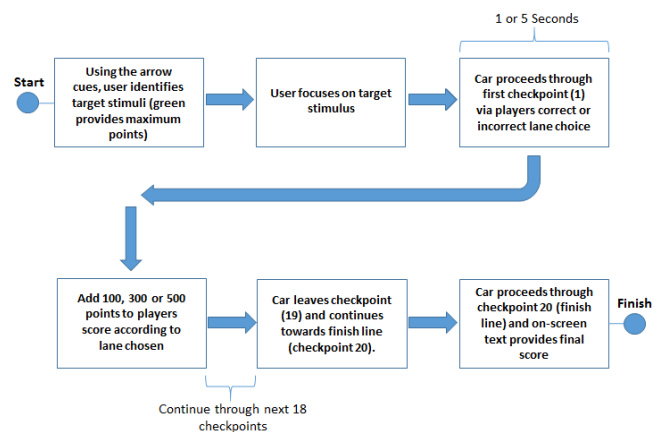 1 or 5 Seconds
Start
Using the arrow
cues, user identifies
target stimuli (green
provides maximum
points)
User focuses on target
stimulus
Car proceeds through
first checkpoint (1)
via players correct or
incorrect lane choice
Add 100, 300 or 500
points to players
score according to
lane chosen
Car leaves checkpoint
(19) and continues
towards finish line
(checkpoint 20).
Car proceeds through
checkpoint 20 (finish
line) and on-screen
text provides final
score
Finish
Continue through next 18
checkpoints